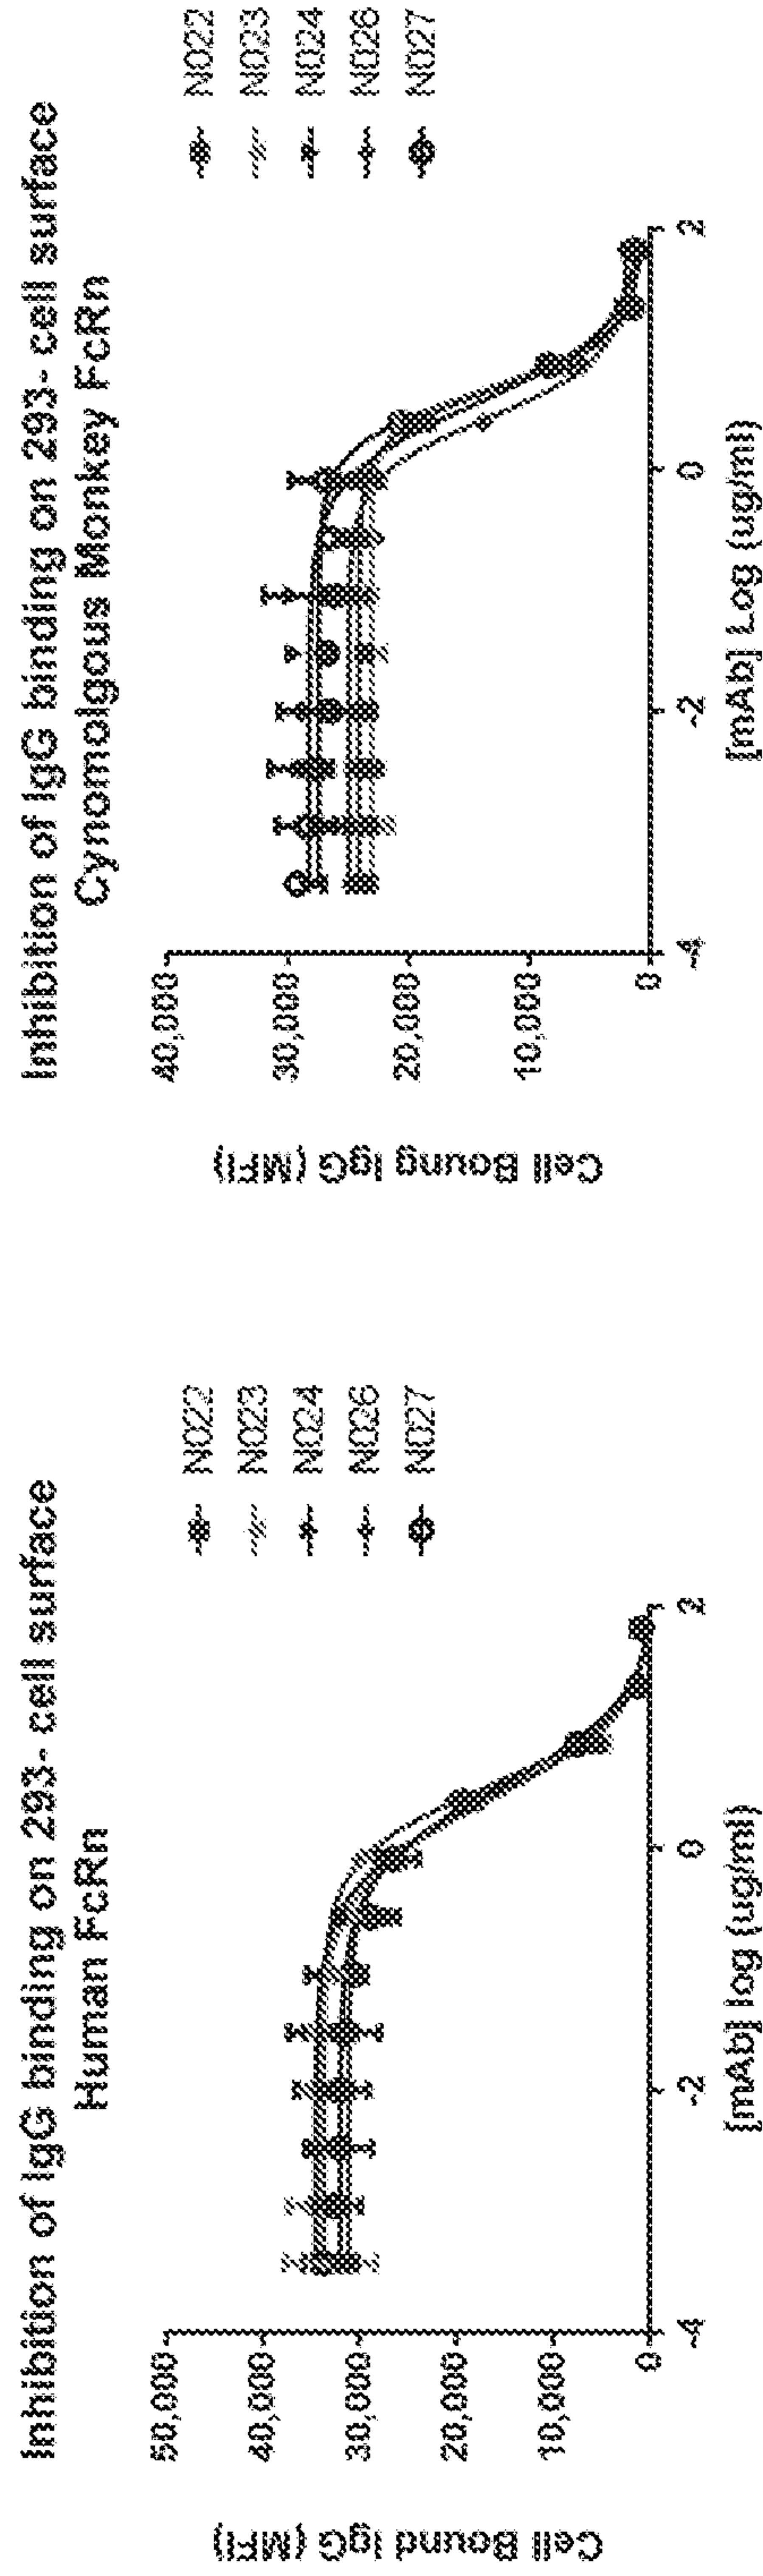 Inhibition of IgG binding on 293- cell surface
Human FcRn
Cell Bound IgG (MFI)
50,000
40,000
30,000
20,000
10,000
0
-4
-2
0
2
[mAb] log (ug/ml)
N022
N023
N024
N026
N027
Inhibition of IgG binding on 293- cell surface
Cynomolgous Monkey FcRn
Cell Boung IgG (MFI)
40,000
30,000
20,000
10,000
0
-4
-2
0
2
[mAb] Log (ug/ml)
N022
N023
N024
N026
N027